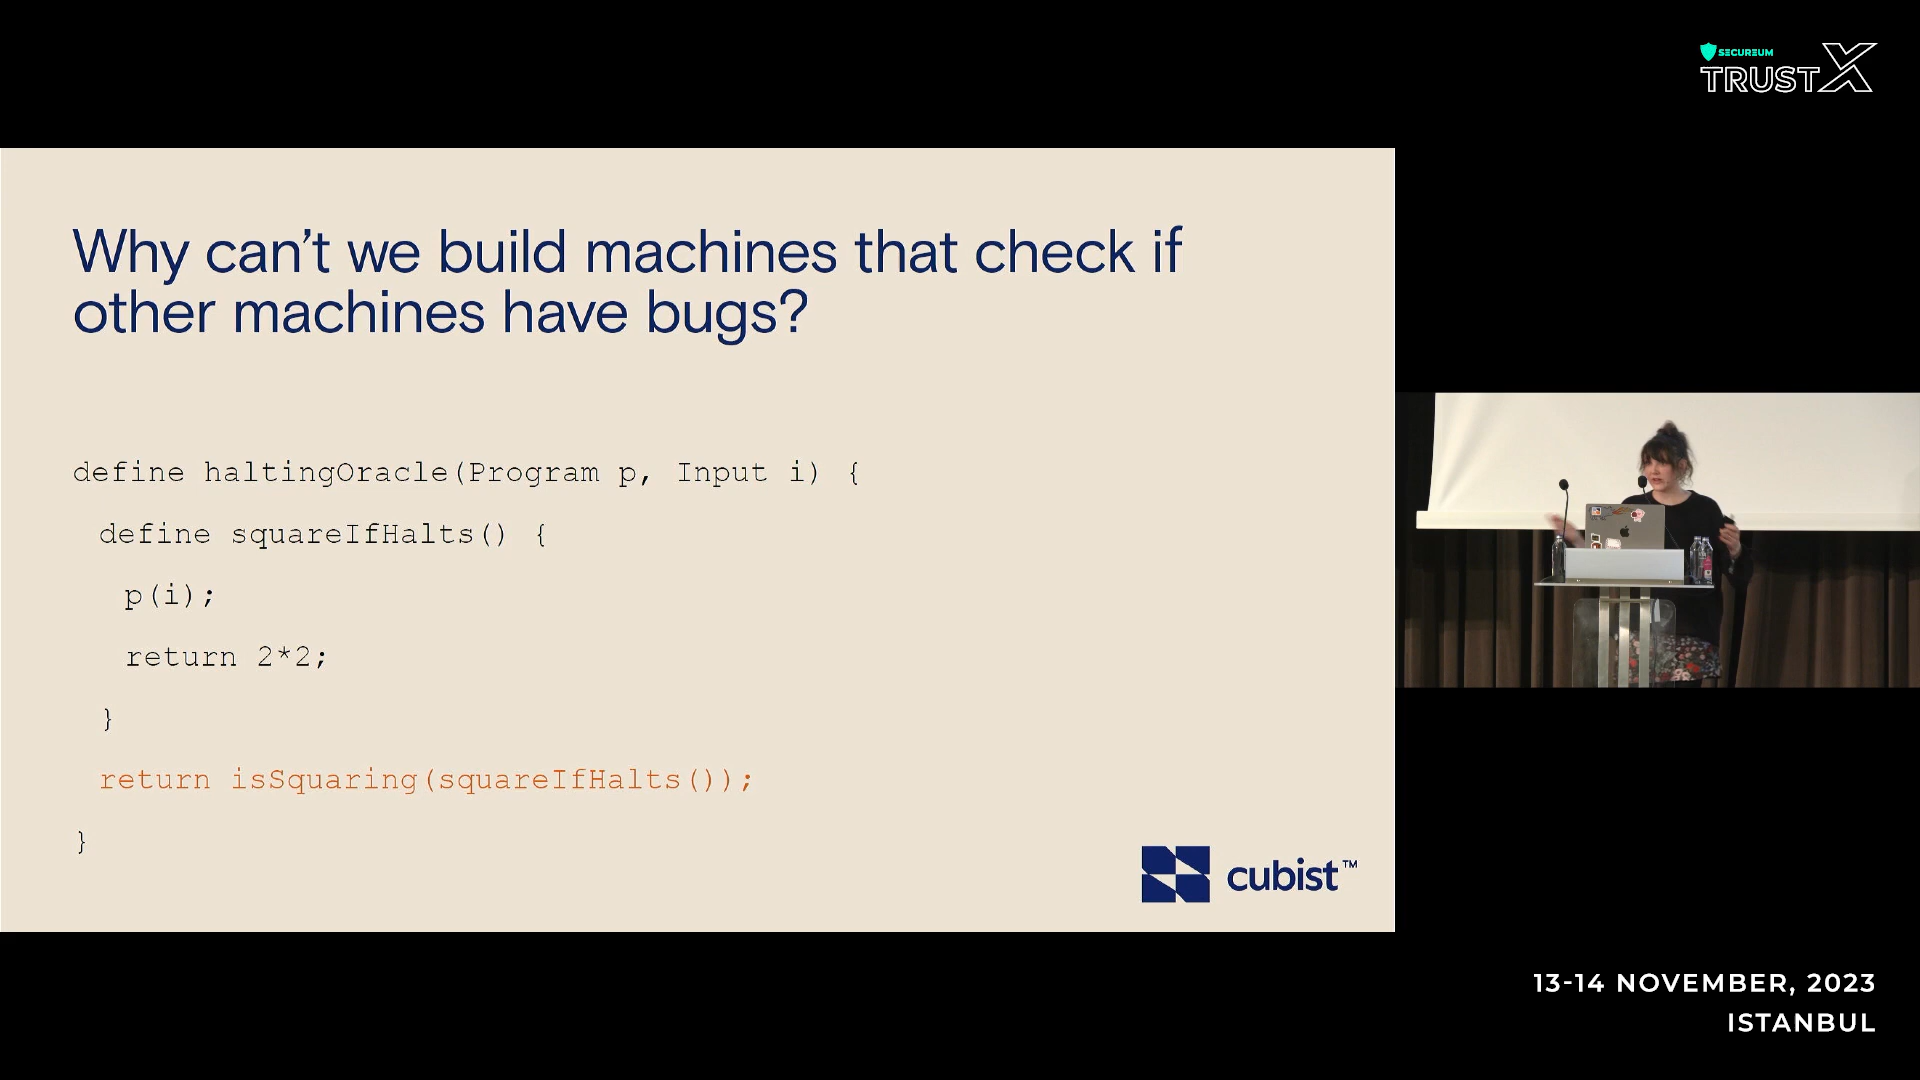 SECUREUM
TRUSTX
Why can't we build machines that check if
other machines have bugs?
define haltingOracle(Program p, Input i) {
define squareIfHalts() {
p(i);
return 2*2;
}
return isSquaring(squareIfHalts());
}
cubist™
13-14 NOVEMBER, 2023
ISTANBUL